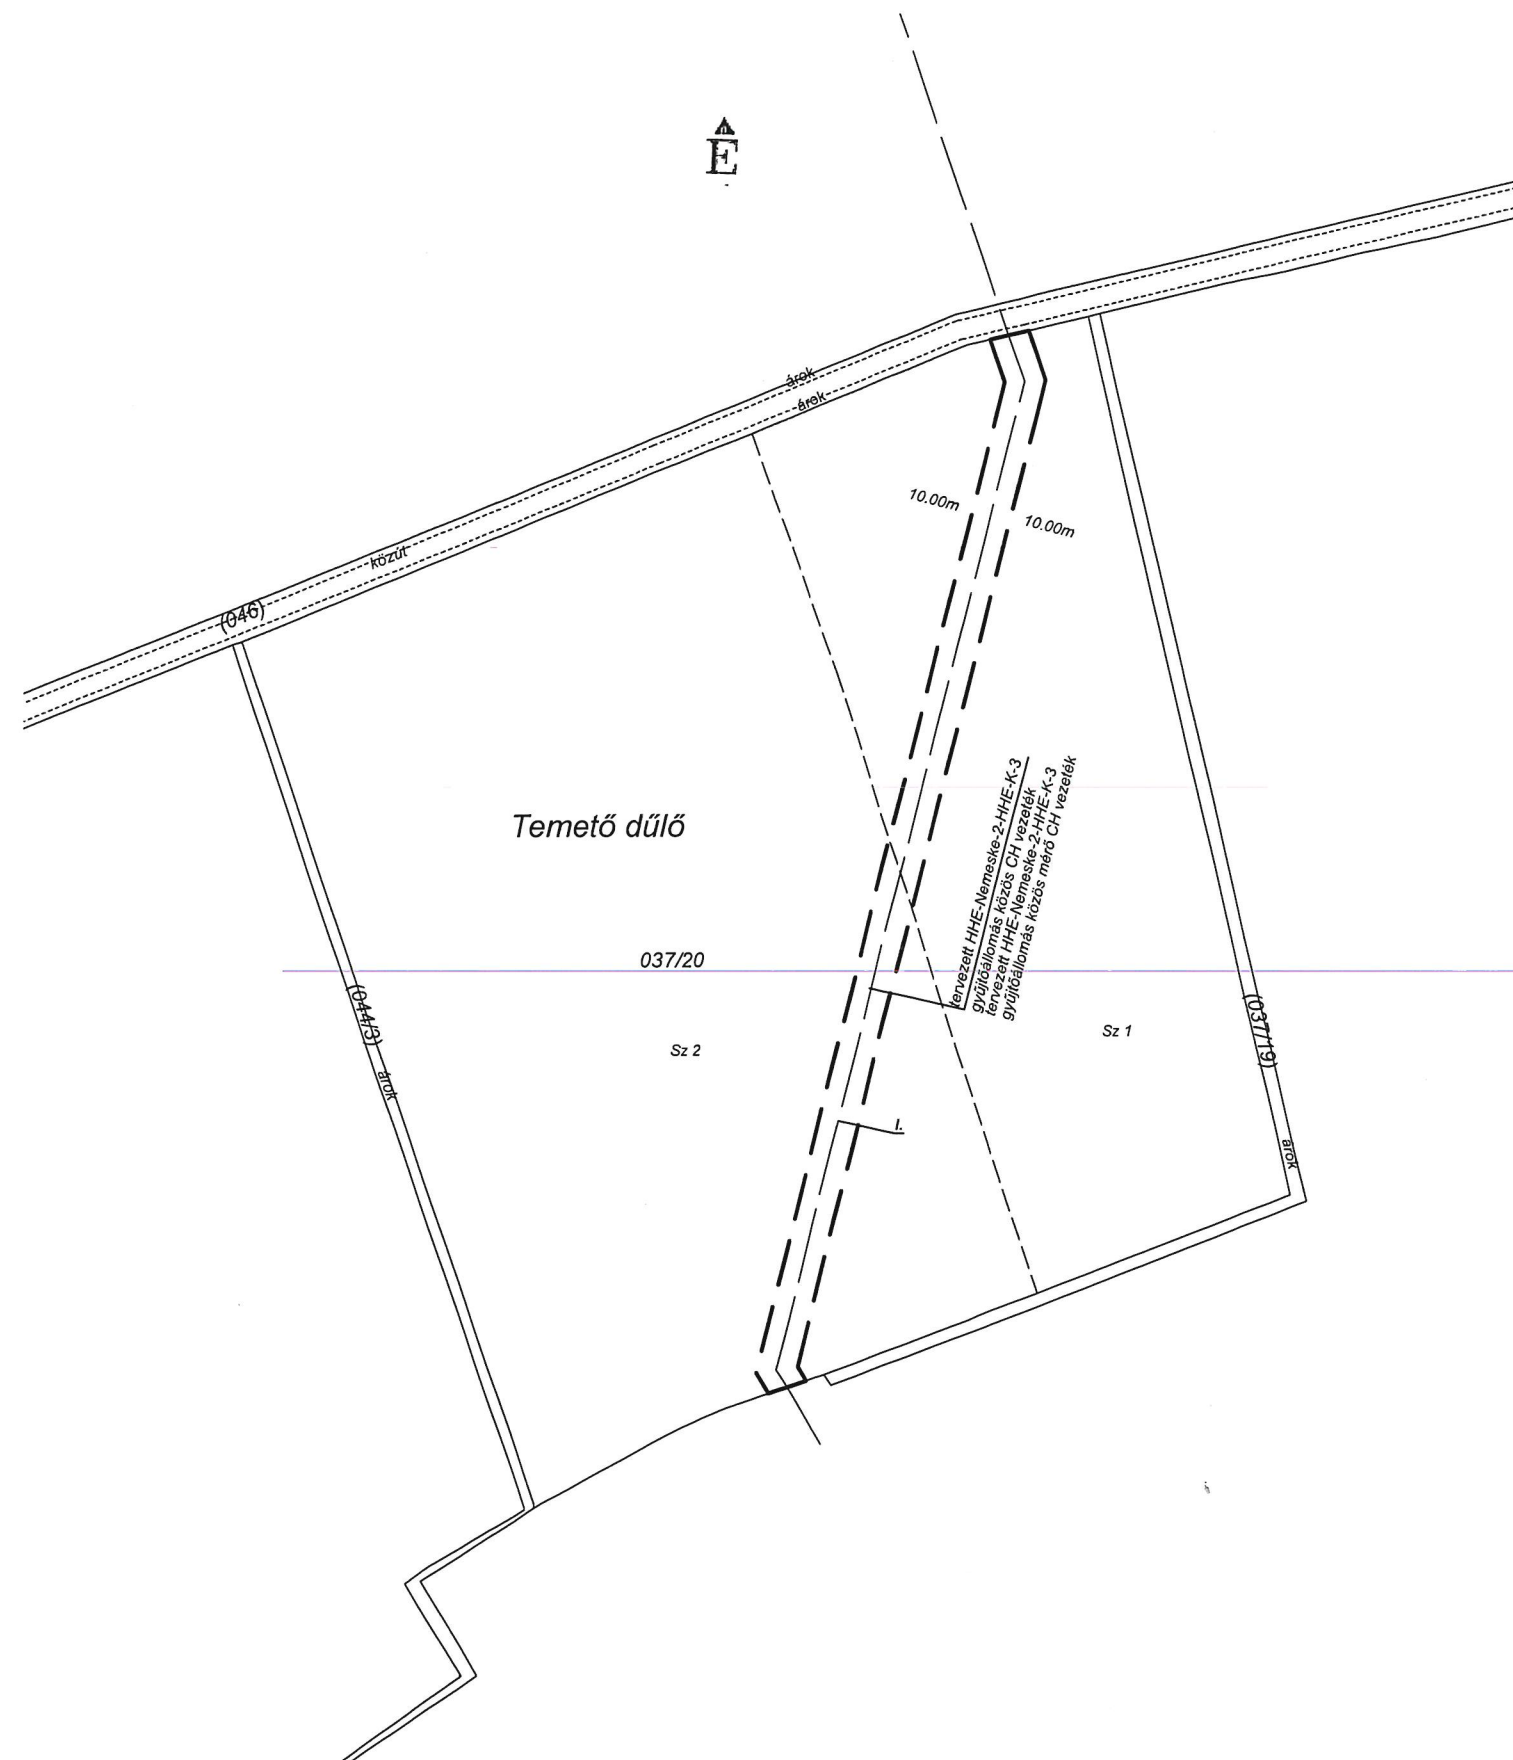 É
árok
árok
10.00m
10.00m
közút
(046)
Temető dűlő
tervezett HHE-Nemeske-2-HHE-K-3
gyűjtőállomás közös CH vezeték
tervezett HHE-Nemeske-2-HHE-K-3
gyűjtőállomás közös mérő CH vezeték
037/20
(044/3)
árok
Sz 2
Sz 1
(037/19)
I.
árok